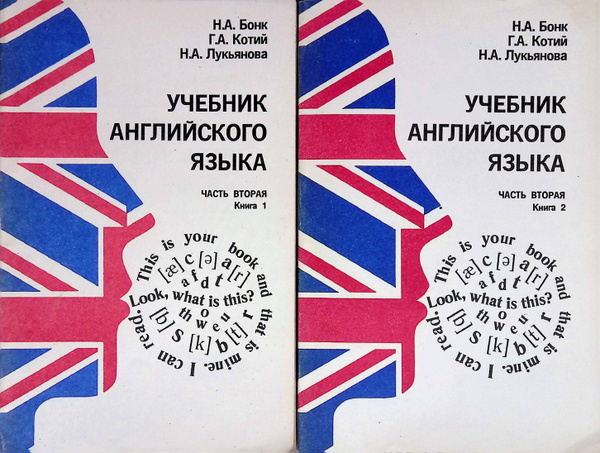 Н.А. Бонк
Г.А. Котий
Н.А. Лукьянова
УЧЕБНИК
АНГЛИЙСКОГО
ЯЗЫКА
ЧАСТЬ ВТОРАЯ
Книга 1
This is your book and that is mine. I can read.
[æ] c [ə] a [r]
a f d t
Look, what is this?
o
th w e u r
[b] S [k] b [t]
Н.А. Бонк
Г.А. Котий
Н.А. Лукьянова
УЧЕБНИК
АНГЛИЙСКОГО
ЯЗЫКА
ЧАСТЬ ВТОРАЯ
Книга 2
This is your book and that is mine. I can read.
[æ] c [ə] a [r]
a f d t
Look, what is this?
o
th w e u r
[b] S [k] b [t]